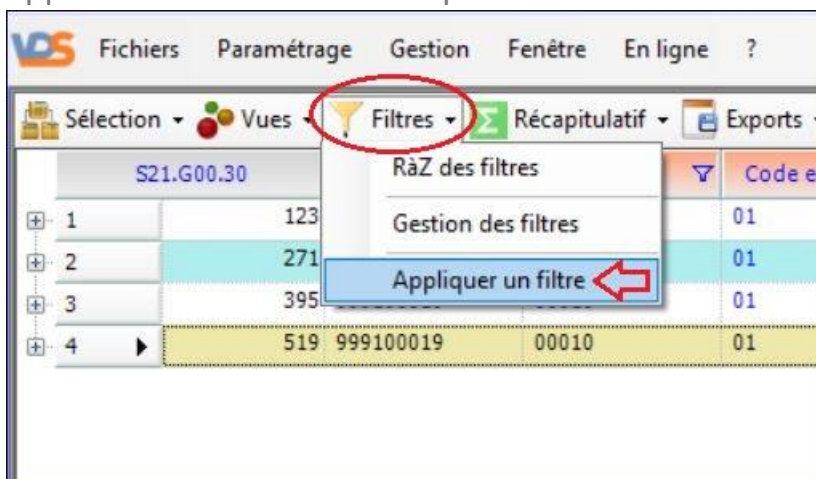 VDS Fichiers Paramétrage Gestion Fenêtre En ligne ?
Sélection Vues Filtres Récapitulatif Exports
S21.G00.30 RàZ des filtres Code e
1 123 Gestion des filtres 01
2 271 Appliquer un filtre 01
3 395 01
4 519 999100019 00010 01